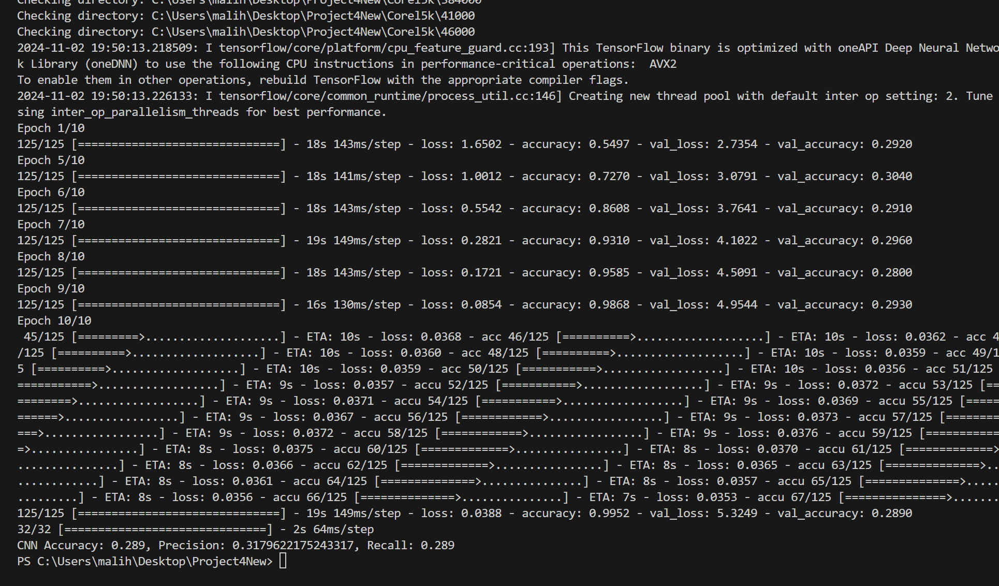 Checking directory: C:\Users\malih\Desktop\Project4New\Corel5k\384000
Checking directory: C:\Users\malih\Desktop\Project4New\Corel5k\41000
Checking directory: C:\Users\malih\Desktop\Project4New\Corel5k\46000
2024-11-02 19:50:13.218509: I tensorflow/core/platform/cpu_feature_guard.cc:193] This TensorFlow binary is optimized with oneAPI Deep Neural Netwo
k Library (oneDNN) to use the following CPU instructions in performance-critical operations:  AVX2
To enable them in other operations, rebuild TensorFlow with the appropriate compiler flags.
2024-11-02 19:50:13.226133: I tensorflow/core/common_runtime/process_util.cc:146] Creating new thread pool with default inter op setting: 2. Tune
sing inter_op_parallelism_threads for best performance.
Epoch 1/10
125/125 [==============================] - 18s 143ms/step - loss: 1.6502 - accuracy: 0.5497 - val_loss: 2.7354 - val_accuracy: 0.2920
Epoch 5/10
125/125 [==============================] - 18s 141ms/step - loss: 1.0012 - accuracy: 0.7270 - val_loss: 3.0791 - val_accuracy: 0.3040
Epoch 6/10
125/125 [==============================] - 18s 143ms/step - loss: 0.5542 - accuracy: 0.8608 - val_loss: 3.7641 - val_accuracy: 0.2910
Epoch 7/10
125/125 [==============================] - 19s 149ms/step - loss: 0.2821 - accuracy: 0.9310 - val_loss: 4.1022 - val_accuracy: 0.2960
Epoch 8/10
125/125 [==============================] - 18s 143ms/step - loss: 0.1721 - accuracy: 0.9585 - val_loss: 4.5091 - val_accuracy: 0.2800
Epoch 9/10
125/125 [==============================] - 16s 130ms/step - loss: 0.0854 - accuracy: 0.9868 - val_loss: 4.9544 - val_accuracy: 0.2930
Epoch 10/10
 45/125 [=========>....................] - ETA: 10s - loss: 0.0368 - acc 46/125 [==========>...................] - ETA: 10s - loss: 0.0362 - acc 4
/125 [==========>...................] - ETA: 10s - loss: 0.0360 - acc 48/125 [==========>...................] - ETA: 10s - loss: 0.0359 - acc 49/1
5 [==========>...................] - ETA: 10s - loss: 0.0359 - acc 50/125 [===========>..................] - ETA: 10s - loss: 0.0356 - acc 51/125
===========>..................] - ETA: 9s - loss: 0.0357 - accu 52/125 [===========>..................] - ETA: 9s - loss: 0.0372 - accu 53/125 [==
========>..................] - ETA: 9s - loss: 0.0371 - accu 54/125 [===========>..................] - ETA: 9s - loss: 0.0369 - accu 55/125 [=====
======>.................] - ETA: 9s - loss: 0.0367 - accu 56/125 [============>.................] - ETA: 9s - loss: 0.0373 - accu 57/125 [========
===>.................] - ETA: 9s - loss: 0.0372 - accu 58/125 [============>.................] - ETA: 9s - loss: 0.0376 - accu 59/125 [===========
=>................] - ETA: 8s - loss: 0.0375 - accu 60/125 [=============>................] - ETA: 8s - loss: 0.0370 - accu 61/125 [=============>
...............] - ETA: 8s - loss: 0.0366 - accu 62/125 [=============>................] - ETA: 8s - loss: 0.0365 - accu 63/125 [==============>..
............] - ETA: 8s - loss: 0.0361 - accu 64/125 [==============>...............] - ETA: 8s - loss: 0.0357 - accu 65/125 [==============>.....
.........] - ETA: 8s - loss: 0.0356 - accu 66/125 [==============>...............] - ETA: 7s - loss: 0.0353 - accu 67/125 [===============>.......
125/125 [==============================] - 19s 149ms/step - loss: 0.0388 - accuracy: 0.9952 - val_loss: 5.3249 - val_accuracy: 0.2890
32/32 [==============================] - 2s 64ms/step
CNN Accuracy: 0.289, Precision: 0.3179622175243317, Recall: 0.289
PS C:\Users\malih\Desktop\Project4New>